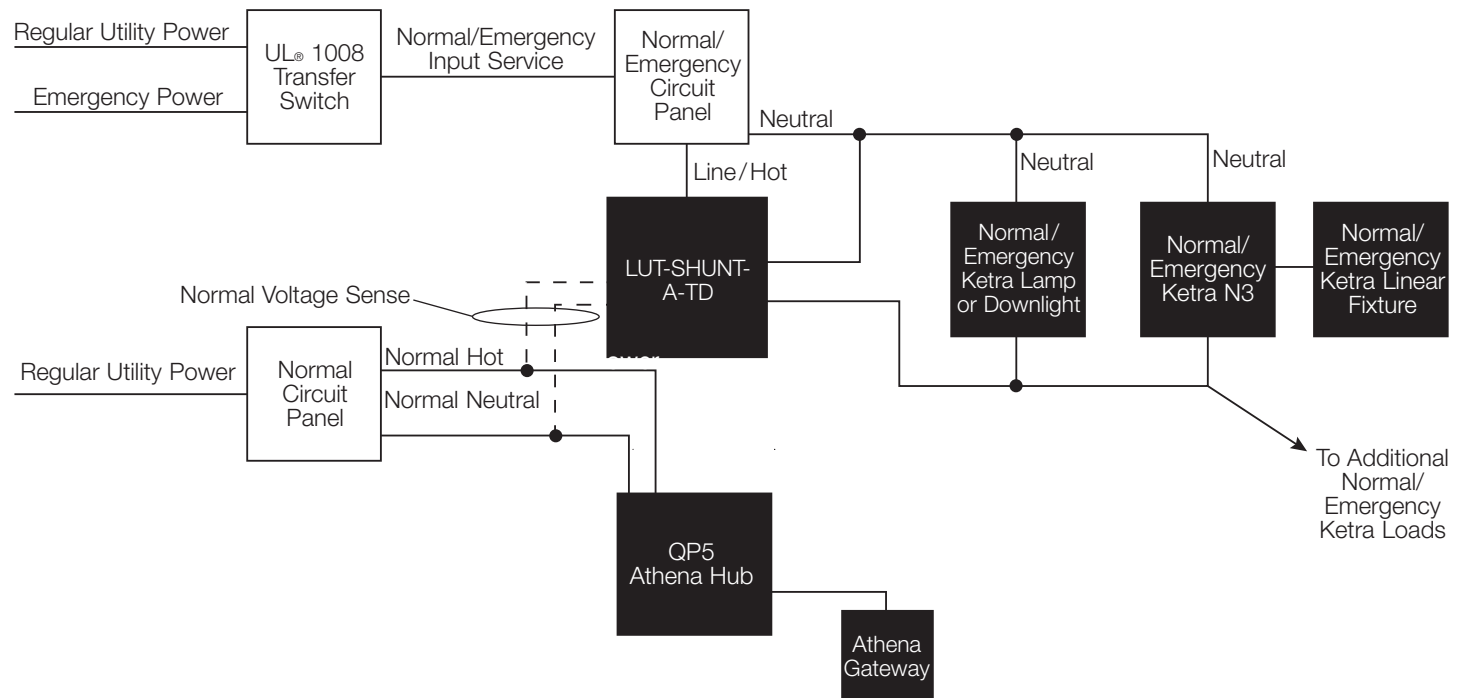 Regular Utility Power
Emergency Power
UL® 1008
Transfer
Switch
Normal/Emergency
Input Service
Normal/
Emergency
Circuit
Panel
Neutral
Line/Hot
Neutral
Neutral
LUT-SHUNT-
A-TD
Normal/
Emergency
Ketra Lamp
or Downlight
Normal/
Emergency
Ketra N3
Normal/
Emergency
Ketra Linear
Fixture
Normal Voltage Sense
Regular Utility Power
Normal
Circuit
Panel
Normal Hot
Normal Neutral
To Additional
Normal/
Emergency
Ketra Loads
QP5
Athena Hub
Athena
Gateway